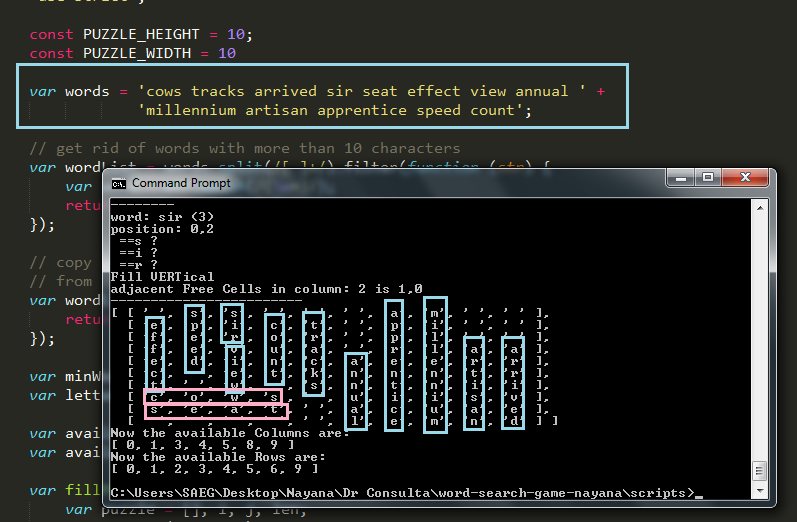 'use strict';
const PUZZLE_HEIGHT = 10;
const PUZZLE_WIDTH = 10
var words = 'cows tracks arrived sir seat effect view annual ' +
'millennium artisan apprentice speed count';
// get rid of words with more than 10 characters
var wordList = words.split(/[ ]+/).filter(function (str) {
var
retu
});
// copy
// from
var word
retu
});
var minW
var lett
var avai
var avai
var fill
var puzzle = [], i, j, len,
Command Prompt
--------
word: sir (3)
position: 0,2
==s ?
==i ?
==r ?
Fill VERTical
adjacent Free Cells in column: 2 is 1,0
------------------------
[ [ ' ', 's', 's', ' ', ' ', ' ', 'a', 'm', ' ', ' ' ],
[ 'e', 'p', 'i', 'c', 't', ' ', 'p', 'i', ' ', ' ' ],
[ 'f', 'e', 'r', 'o', 'r', ' ', 'p', 'l', ' ', ' ' ],
[ 'f', 'e', 'v', 'u', 'a', ' ', 'r', 'l', 'a', 'a' ],
[ 'e', 'd', 'i', 'n', 'c', 'a', 'e', 'e', 'r', 'r' ],
[ 'c', ' ', 'e', 't', 'k', 'n', 'n', 'n', 't', 'r' ],
[ 't', ' ', 'w', ' ', 's', 'n', 't', 'n', 'i', 'i' ],
[ 'c', 'o', 'w', 's', ' ', 'u', 'i', 'i', 's', 'v' ],
[ 's', 'e', 'a', 't', ' ', 'a', 'c', 'u', 'a', 'e' ],
[ ' ', ' ', ' ', ' ', ' ', 'l', 'e', 'm', 'n', 'd' ] ]
Now the available Columns are:
[ 0, 1, 3, 4, 5, 8, 9 ]
Now the available Rows are:
[ 0, 1, 2, 3, 4, 5, 6, 9 ]
C:\Users\SAEG\Desktop\Nayana\Dr Consulta\word-search-game-nayana\scripts>_